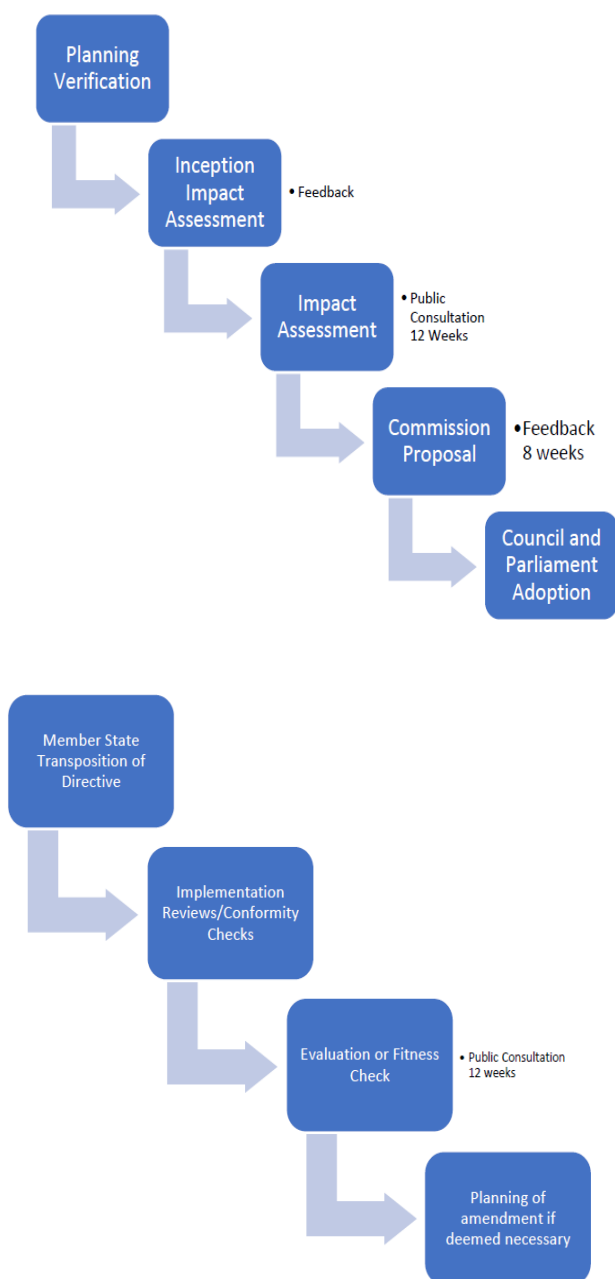 Planning
Verification
Inception
Impact
Assessment
• Feedback
Impact
Assessment
• Public
Consultation
12 Weeks
Commission
Proposal
•Feedback
8 weeks
Council and
Parliament
Adoption
Member State
Transposition of
Directive
Implementation
Reviews/Conformity
Checks
Evaluation or Fitness
Check
• Public Consultation
12 weeks
Planning of
amendment if
deemed necessary